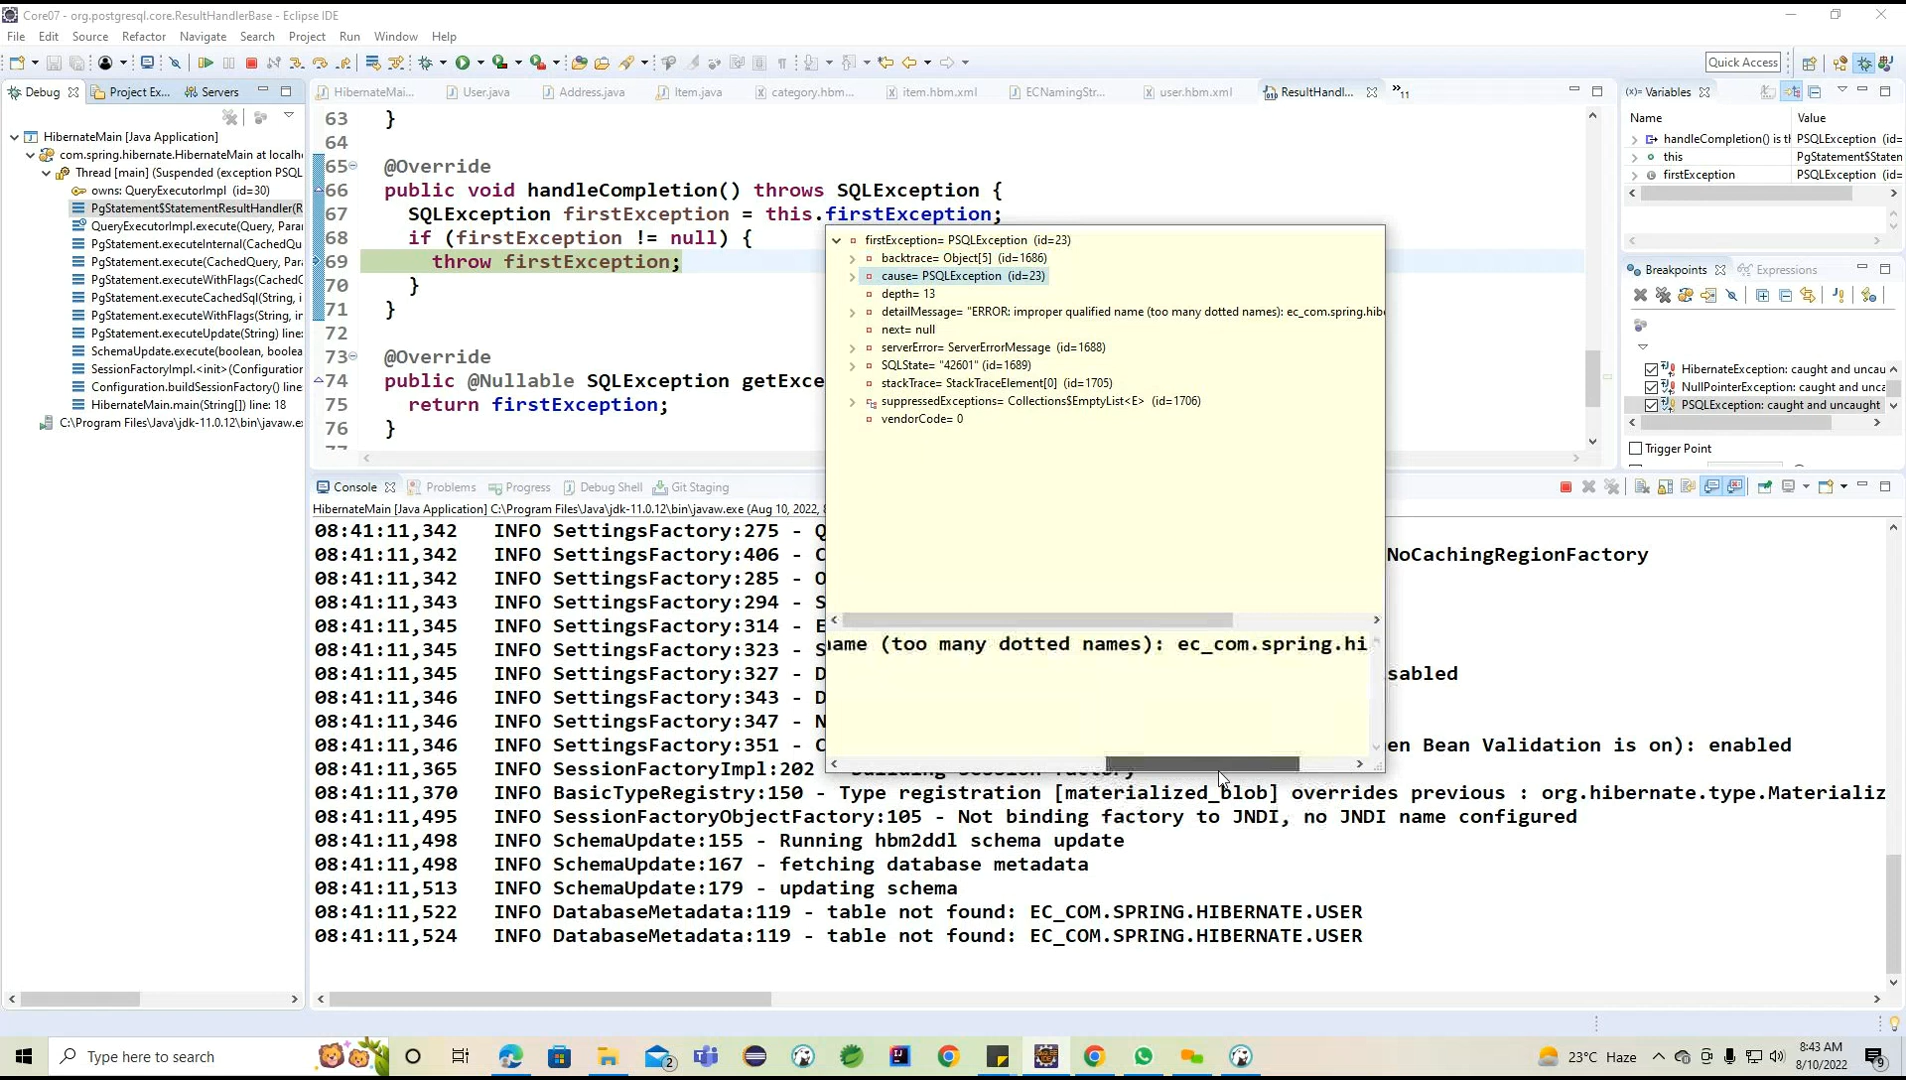 Core07 - org.postgresql.core.ResultHandlerBase - Eclipse IDE
File Edit Source Refactor Navigate Search Project Run Window Help
Quick Access
Debug Project Ex... Servers
HibernateMai... User.java Address.java Item.java category.hbm... item.hbm.xml ECNamingStr... user.hbm.xml ResultHandl... »11
(x)= Variables
Name Value
handleCompletion() is th PSQLException (id=
this PgStatement$Staten
firstException PSQLException (id=
HibernateMain [Java Application]
com.spring.hibernate.HibernateMain at localh
Thread [main] (Suspended (exception PSQL
owns: QueryExecutorImpl (id=30)
PgStatement$StatementResultHandler(R
QueryExecutorImpl.execute(Query, Para
PgStatement.executeInternal(CachedQu
PgStatement.execute(CachedQuery, Para
PgStatement.executeWithFlags(CachedQ
PgStatement.executeCachedSql(String, i
PgStatement.executeWithFlags(String, in
PgStatement.executeUpdate(String) line:
SchemaUpdate.execute(boolean, boolea
SessionFactoryImpl.<init>(Configuration
Configuration.buildSessionFactory() line:
HibernateMain.main(String[]) line: 18
C:\Program Files\Java\jdk-11.0.12\bin\javaw.e
63 }
64
65 @Override
66 public void handleCompletion() throws SQLException {
67 SQLException firstException = this.firstException;
68 if (firstException != null) {
69 throw firstException;
70 }
71 }
72
73 @Override
74 public @Nullable SQLException getExce
75 return firstException;
76 }
firstException= PSQLException (id=23)
backtrace= Object[5] (id=1686)
cause= PSQLException (id=23)
depth= 13
detailMessage= "ERROR: improper qualified name (too many dotted names): ec_com.spring.hibe
next= null
serverError= ServerErrorMessage (id=1688)
SQLState= "42601" (id=1689)
stackTrace= StackTraceElement[0] (id=1705)
suppressedExceptions= Collections$EmptyList<E> (id=1706)
vendorCode= 0
name (too many dotted names): ec_com.spring.hi
Breakpoints Expressions
HibernateException: caught and uncau
NullPointerException: caught and unca
PSQLException: caught and uncaught
Trigger Point
Console Problems Progress Debug Shell Git Staging
HibernateMain [Java Application] C:\Program Files\Java\jdk-11.0.12\bin\javaw.exe (Aug 10, 2022, 8
08:41:11,342 INFO SettingsFactory:275 - Q
08:41:11,342 INFO SettingsFactory:406 - C NoCachingRegionFactory
08:41:11,342 INFO SettingsFactory:285 - O
08:41:11,343 INFO SettingsFactory:294 - S
08:41:11,345 INFO SettingsFactory:314 - E
08:41:11,345 INFO SettingsFactory:323 - S
08:41:11,345 INFO SettingsFactory:327 - D sabled
08:41:11,346 INFO SettingsFactory:343 - D
08:41:11,346 INFO SettingsFactory:347 - N
08:41:11,346 INFO SettingsFactory:351 - C en Bean Validation is on): enabled
08:41:11,365 INFO SessionFactoryImpl:202 - building session factory
08:41:11,370 INFO BasicTypeRegistry:150 - Type registration [materialized_blob] overrides previous : org.hibernate.type.Materializ
08:41:11,495 INFO SessionFactoryObjectFactory:105 - Not binding factory to JNDI, no JNDI name configured
08:41:11,498 INFO SchemaUpdate:155 - Running hbm2ddl schema update
08:41:11,498 INFO SchemaUpdate:167 - fetching database metadata
08:41:11,513 INFO SchemaUpdate:179 - updating schema
08:41:11,522 INFO DatabaseMetadata:119 - table not found: EC_COM.SPRING.HIBERNATE.USER
08:41:11,524 INFO DatabaseMetadata:119 - table not found: EC_COM.SPRING.HIBERNATE.USER
Type here to search
2
23°C Haze
8:43 AM
8/10/2022
9